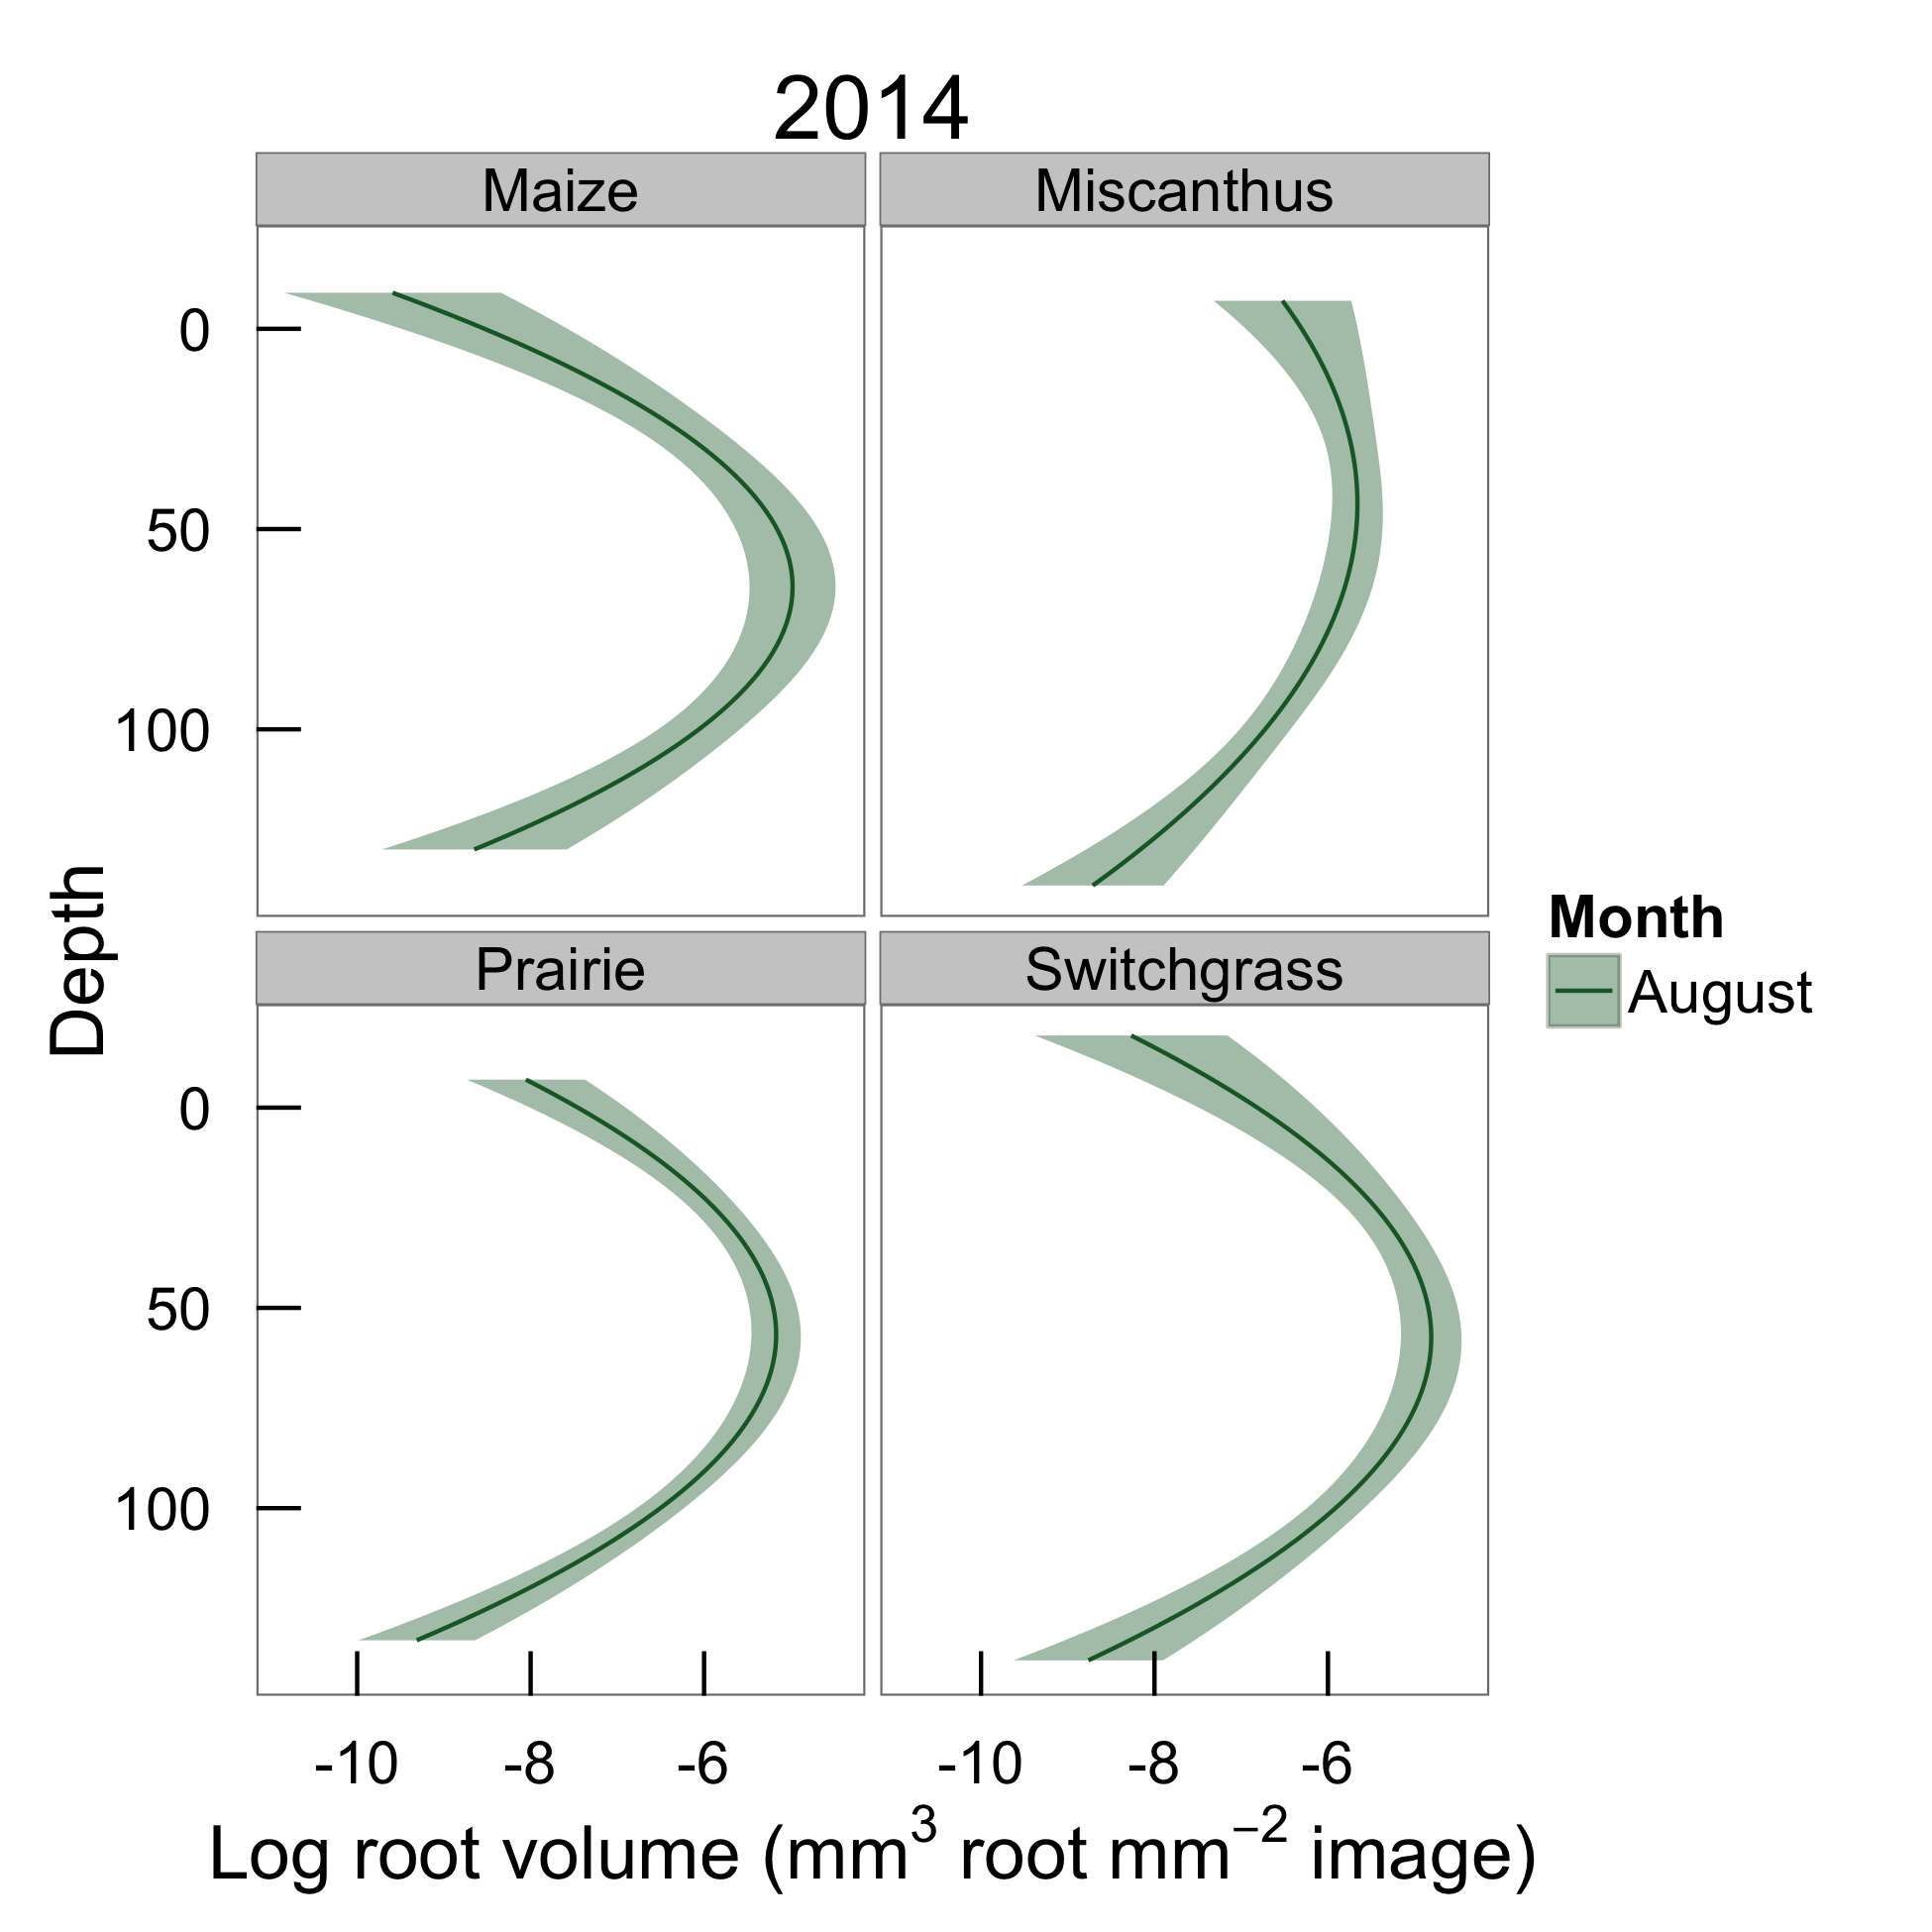 2014
Maize
Miscanthus
0
50
100
Depth
Prairie
Switchgrass
0
50
100
Month
August
-10
-8
-6
-10
-8
-6
Log root volume (mm³ root mm⁻² image)